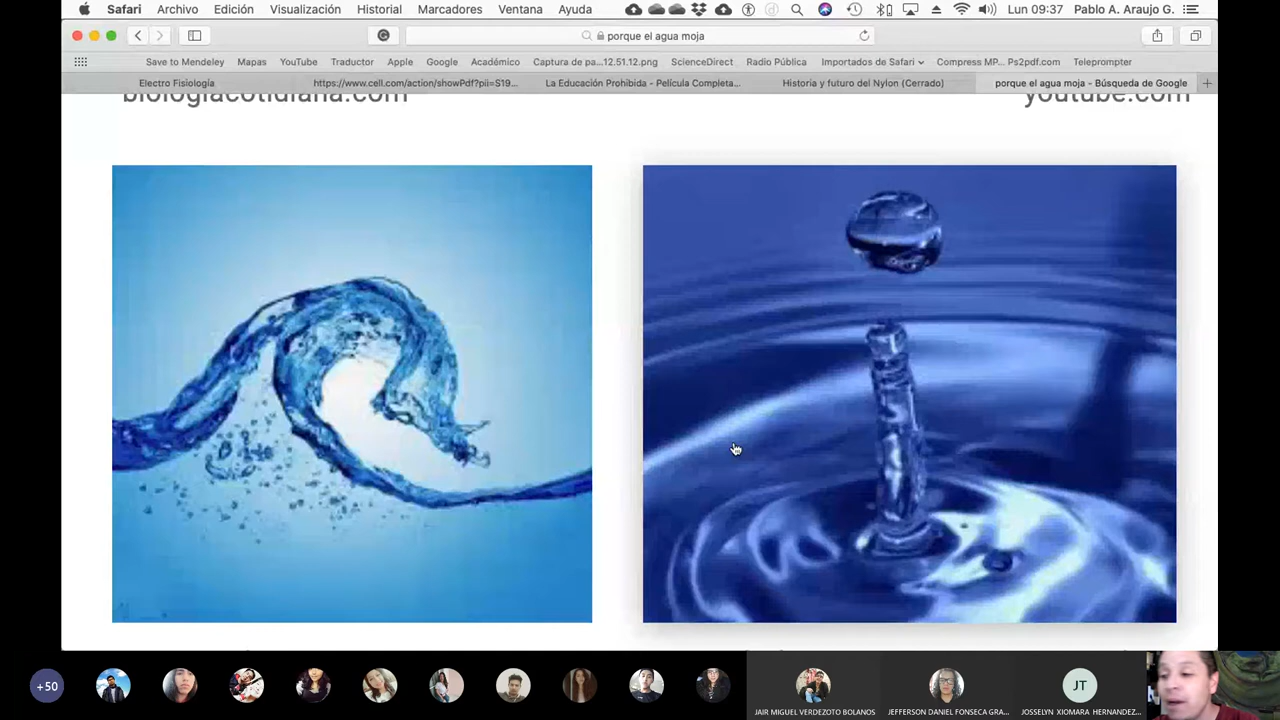 Safari Archivo Edición Visualización Historial Marcadores Ventana Ayuda Lun 09:37 Pablo A. Araujo G.
porque el agua moja
Save to Mendeley Mapas YouTube Traductor Apple Google Académico Captura de pa...12.51.12.png ScienceDirect Radio Pública Importados de Safari Compress MP... Ps2pdf.com Teleprompter
Electro Fisiología https://www.cell.com/action/showPdf?pii=S19... La Educación Prohibida - Película Completa... Historia y futuro del Nylon (Cerrado) porque el agua moja - Búsqueda de Google
biologiacotidiana.com youtube.com
+50 JT
JAIR MIGUEL VERDEZOTO BOLANOS JEFFERSON DANIEL FONSECA GRA... JOSSELYN XIOMARA HERNANDEZ...